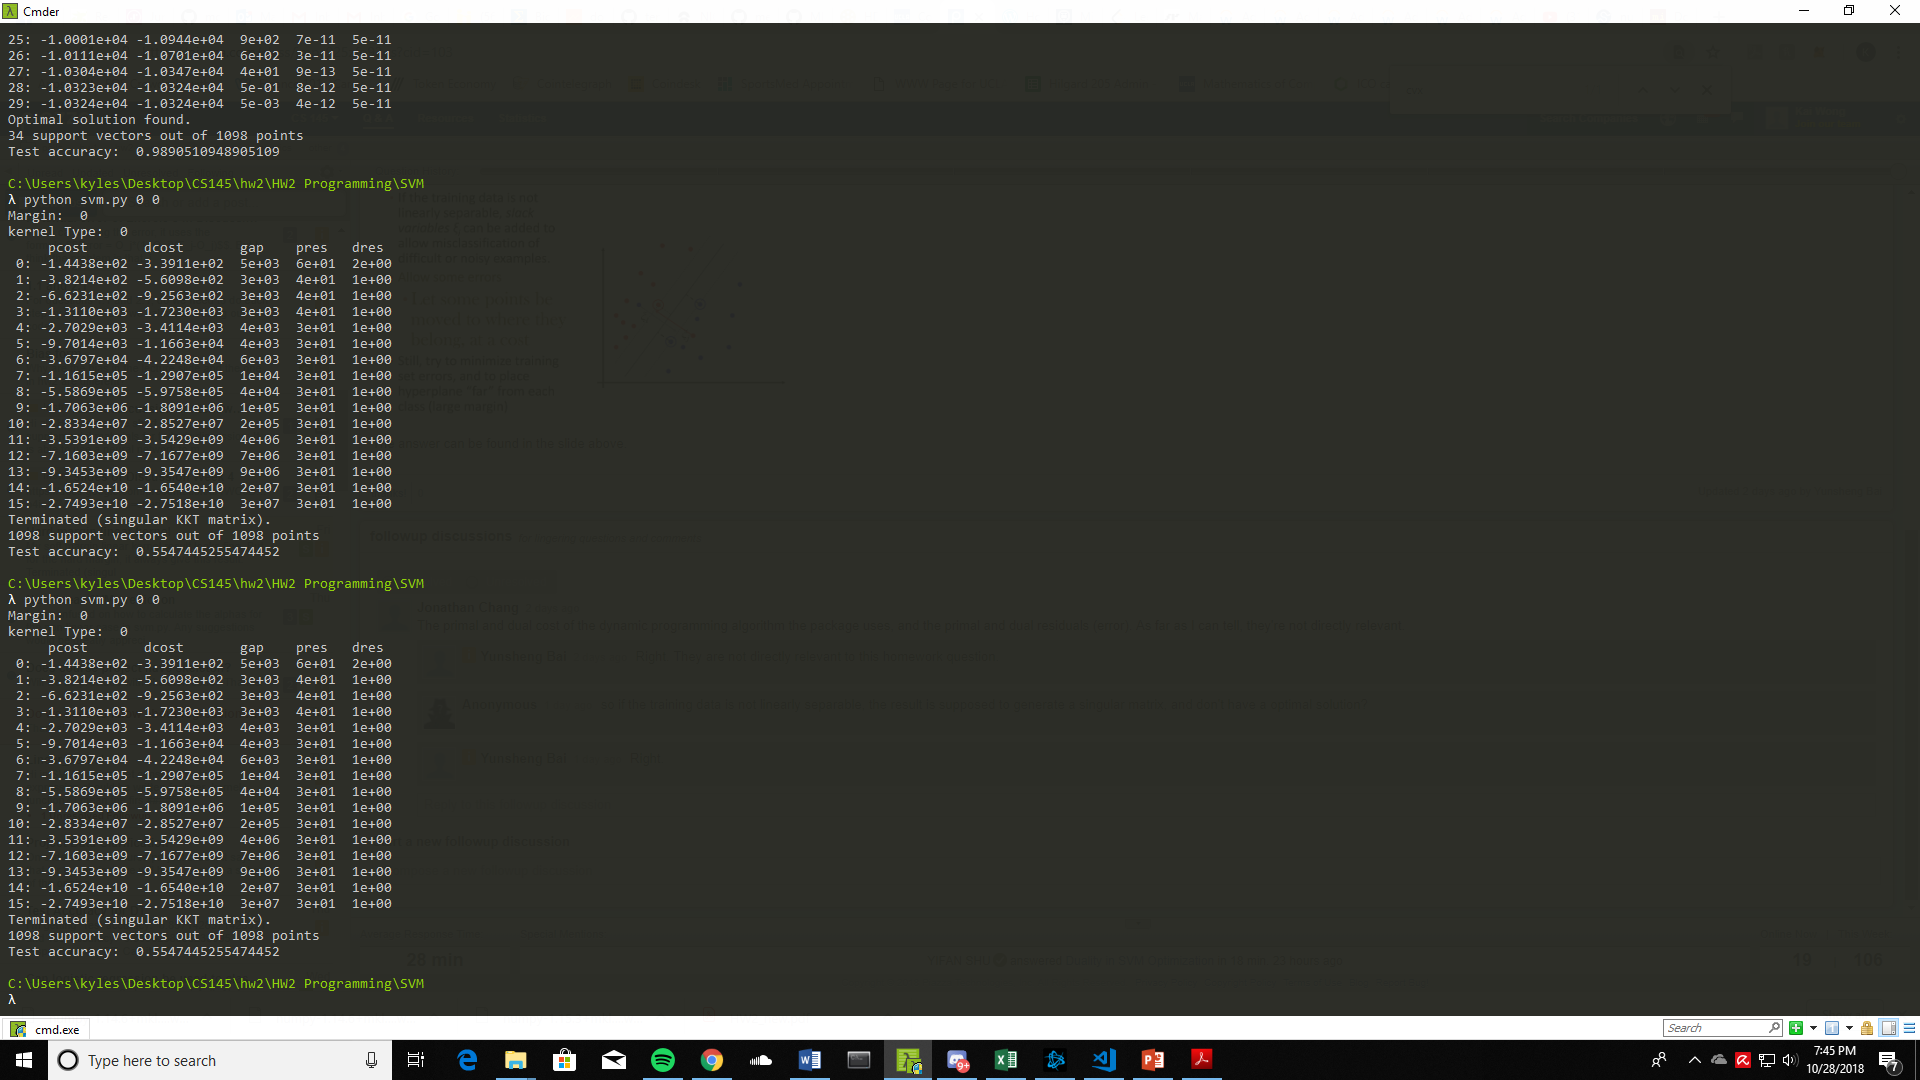 Cmder
25: -1.0001e+04 -1.0944e+04  9e+02  7e-11  5e-11
26: -1.0111e+04 -1.0701e+04  6e+02  3e-11  5e-11
27: -1.0304e+04 -1.0347e+04  4e+01  9e-13  5e-11
28: -1.0323e+04 -1.0324e+04  5e-01  8e-12  5e-11
29: -1.0324e+04 -1.0324e+04  5e-03  4e-12  5e-11
Optimal solution found.
34 support vectors out of 1098 points
Test accuracy:  0.9890510948905109
C:\Users\kyles\Desktop\CS145\hw2\HW2 Programming\SVM
λ python svm.py 0 0
Margin:  0
kernel Type:  0
pcost       dcost       gap    pres   dres
0: -1.4438e+02 -3.3911e+02  5e+03  6e+01  2e+00
1: -3.8214e+02 -5.6098e+02  3e+03  4e+01  1e+00
2: -6.6231e+02 -9.2563e+02  3e+03  4e+01  1e+00
3: -1.3110e+03 -1.7230e+03  3e+03  4e+01  1e+00
4: -2.7029e+03 -3.4114e+03  4e+03  3e+01  1e+00
5: -9.7014e+03 -1.1663e+04  4e+03  3e+01  1e+00
6: -3.6797e+04 -4.2248e+04  6e+03  3e+01  1e+00
7: -1.1615e+05 -1.2907e+05  1e+04  3e+01  1e+00
8: -5.5869e+05 -5.9758e+05  4e+04  3e+01  1e+00
9: -1.7063e+06 -1.8091e+06  1e+05  3e+01  1e+00
10: -2.8334e+07 -2.8527e+07  2e+05  3e+01  1e+00
11: -3.5391e+09 -3.5429e+09  4e+06  3e+01  1e+00
12: -7.1603e+09 -7.1677e+09  7e+06  3e+01  1e+00
13: -9.3453e+09 -9.3547e+09  9e+06  3e+01  1e+00
14: -1.6524e+10 -1.6540e+10  2e+07  3e+01  1e+00
15: -2.7493e+10 -2.7518e+10  3e+07  3e+01  1e+00
Terminated (singular KKT matrix).
1098 support vectors out of 1098 points
Test accuracy:  0.5547445255474452
C:\Users\kyles\Desktop\CS145\hw2\HW2 Programming\SVM
λ python svm.py 0 0
Margin:  0
kernel Type:  0
pcost       dcost       gap    pres   dres
0: -1.4438e+02 -3.3911e+02  5e+03  6e+01  2e+00
1: -3.8214e+02 -5.6098e+02  3e+03  4e+01  1e+00
2: -6.6231e+02 -9.2563e+02  3e+03  4e+01  1e+00
3: -1.3110e+03 -1.7230e+03  3e+03  4e+01  1e+00
4: -2.7029e+03 -3.4114e+03  4e+03  3e+01  1e+00
5: -9.7014e+03 -1.1663e+04  4e+03  3e+01  1e+00
6: -3.6797e+04 -4.2248e+04  6e+03  3e+01  1e+00
7: -1.1615e+05 -1.2907e+05  1e+04  3e+01  1e+00
8: -5.5869e+05 -5.9758e+05  4e+04  3e+01  1e+00
9: -1.7063e+06 -1.8091e+06  1e+05  3e+01  1e+00
10: -2.8334e+07 -2.8527e+07  2e+05  3e+01  1e+00
11: -3.5391e+09 -3.5429e+09  4e+06  3e+01  1e+00
12: -7.1603e+09 -7.1677e+09  7e+06  3e+01  1e+00
13: -9.3453e+09 -9.3547e+09  9e+06  3e+01  1e+00
14: -1.6524e+10 -1.6540e+10  2e+07  3e+01  1e+00
15: -2.7493e+10 -2.7518e+10  3e+07  3e+01  1e+00
Terminated (singular KKT matrix).
1098 support vectors out of 1098 points
Test accuracy:  0.5547445255474452
C:\Users\kyles\Desktop\CS145\hw2\HW2 Programming\SVM
λ
cmd.exe
Search
Type here to search
9+
7:45 PM
10/28/2018
7